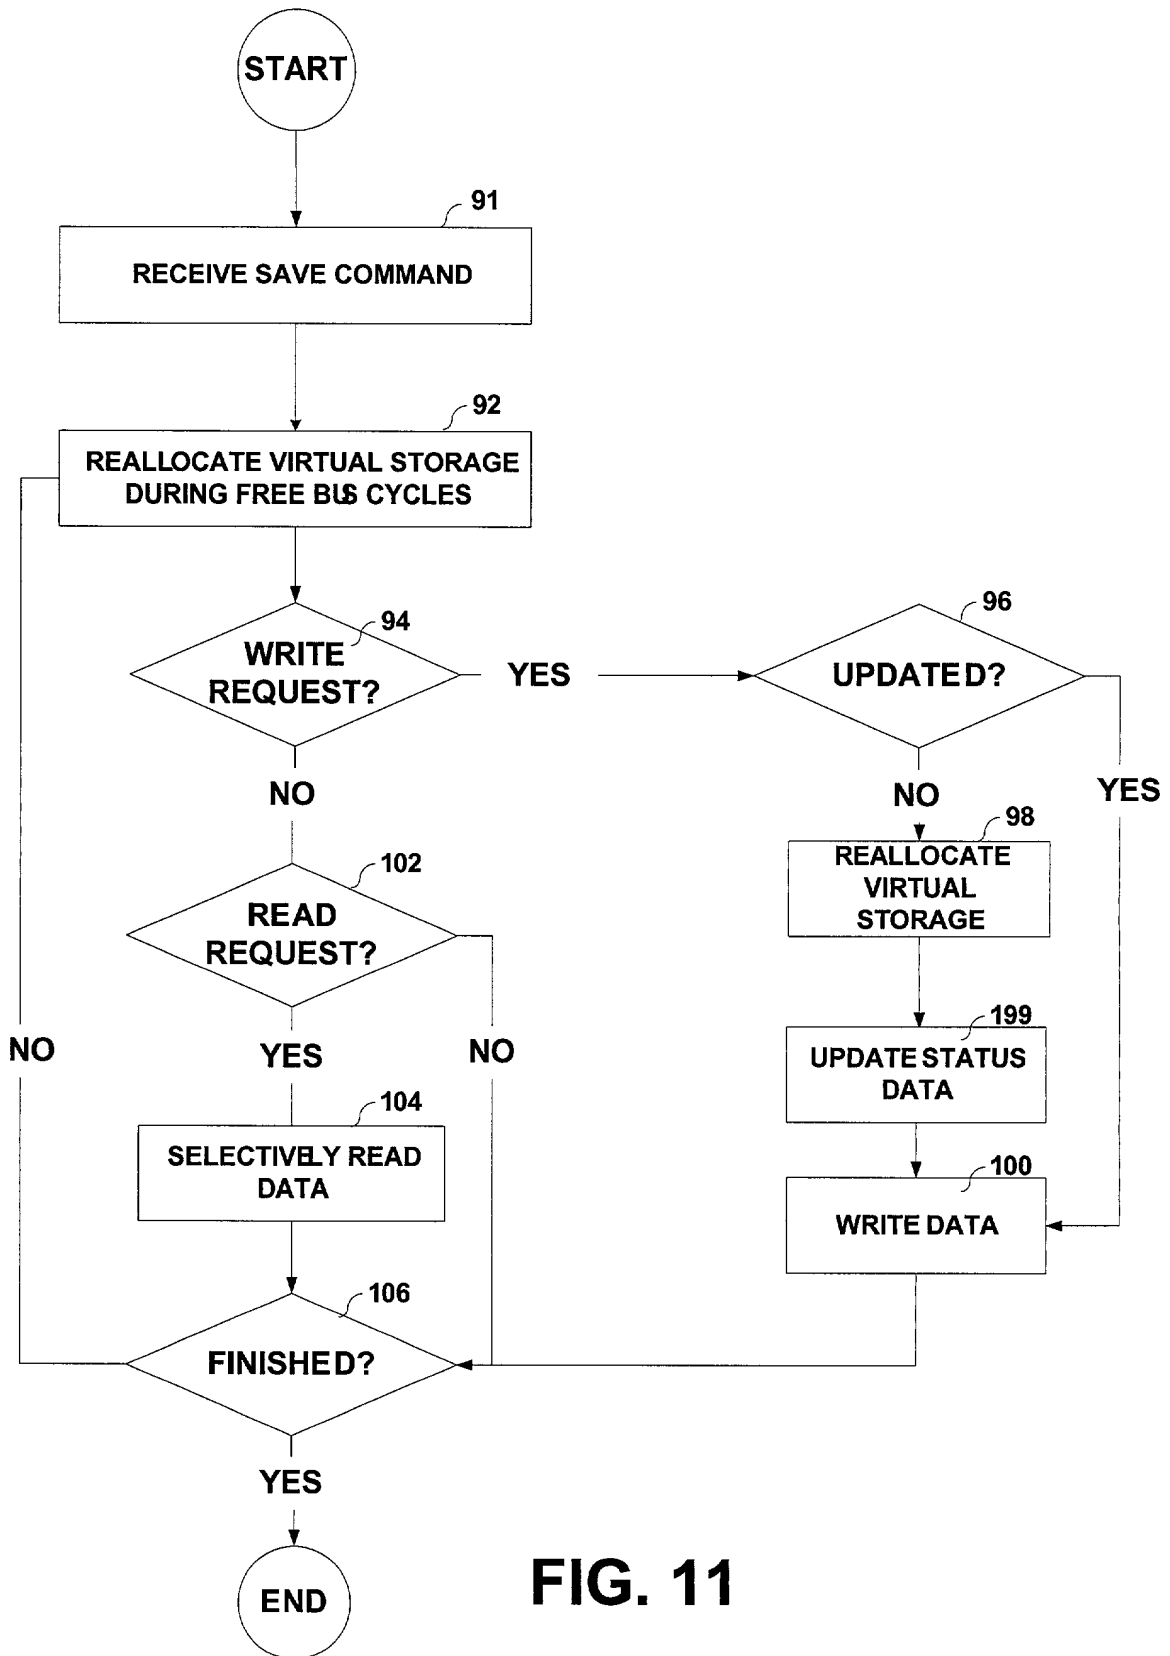 START
91
RECEIVE SAVE COMMAND
92
REALLOCATE VIRTUAL STORAGE
DURING FREE BUS CYCLES
94
WRITE
REQUEST?
YES
96
UPDATED?
NO
YES
98
REALLOCATE
VIRTUAL
STORAGE
199
UPDATE STATUS
DATA
100
WRITE DATA
NO
102
READ
REQUEST?
YES
NO
NO
104
SELECTIVELY READ
DATA
106
FINISHED?
YES
END
FIG. 11